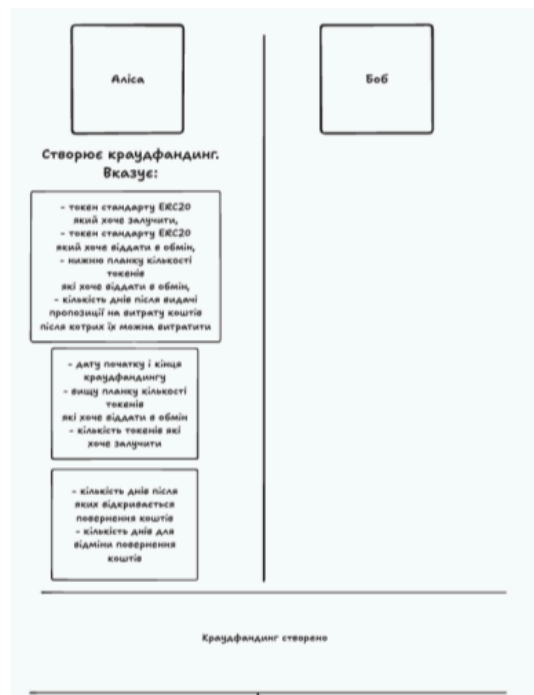 Аліса
Боб
Створює краудфандинг.
Вказує:
- токен стандарту ERC20
який хоче залучити,
- токен стандарту ERC20
який хоче віддати в обмін,
- нижню планку кількості
токенів
які хоче віддати в обмін,
- кількість днів після видачі
пропозиції на витрату коштів
після котрих їх можна витратити
- дату початку і кінця
краудфандингу
- вищу планку кількості
токенів
які хоче віддати в обмін
- кількість токенів які
хоче залучити
- кількість днів після
яких відкривається
повернення коштів
- кількість днів для
відміни повернення
коштів
Краудфандинг створено